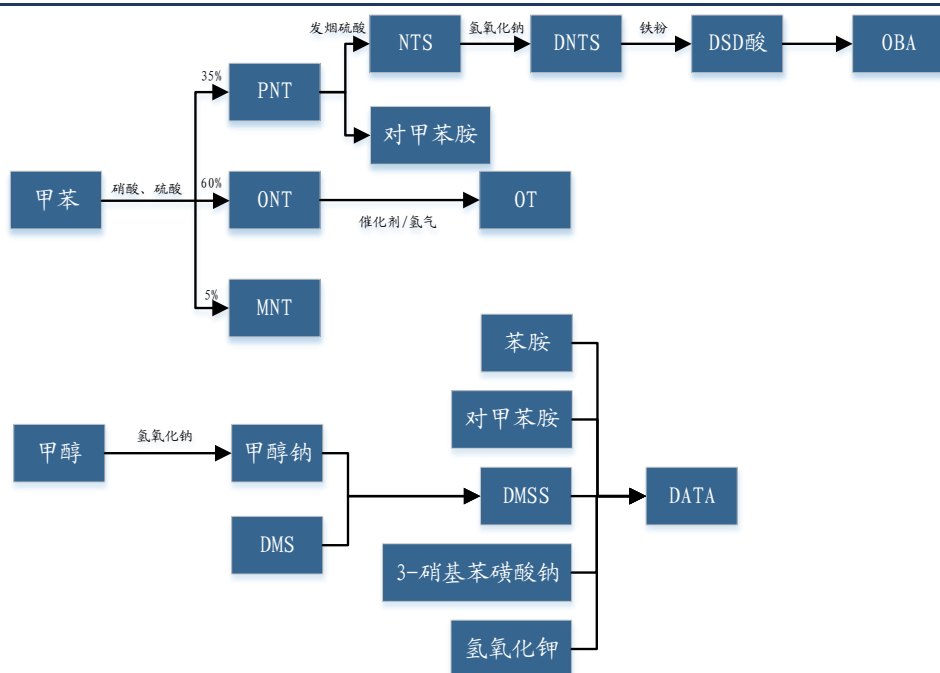 发烟硫酸
NTS
氢氧化钠
DNTS
铁粉
DSD酸
OBA
35%
PNT
对甲苯胺
甲苯
硝酸、硫酸
60%
ONT
催化剂/氢气
OT
5%
MNT
苯胺
对甲苯胺
甲醇
氢氧化钠
甲醇钠
DMS
DMSS
DATA
3-硝基苯磺酸钠
氢氧化钾